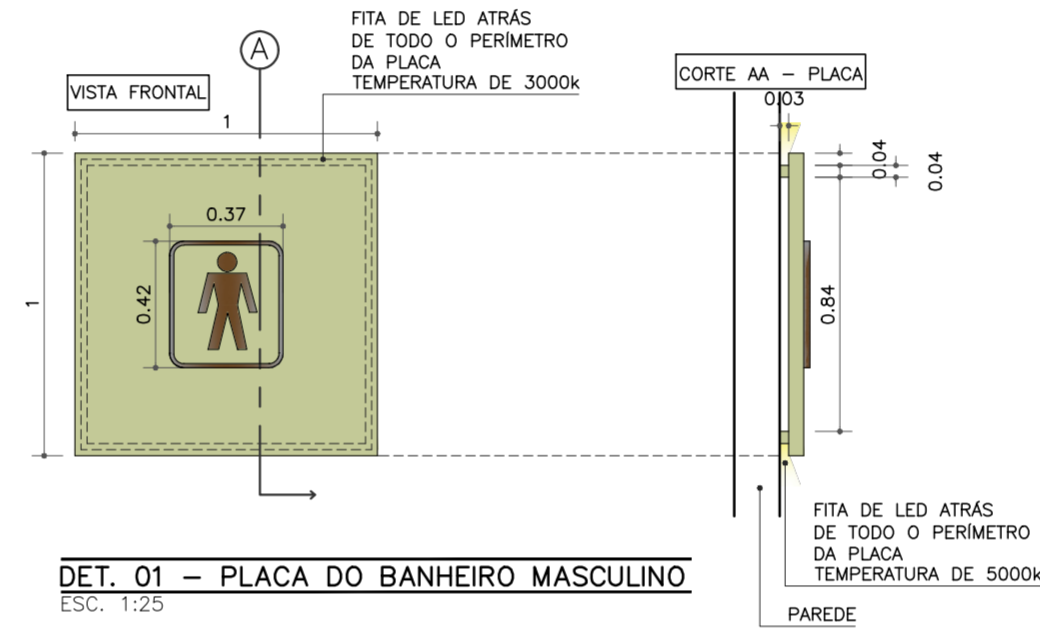 FITA DE LED ATRÁS
DE TODO O PERÍMETRO
DA PLACA
TEMPERATURA DE 3000k
A
VISTA FRONTAL
CORTE AA – PLACA
1
0.03
0.04
0.04
0.37
1
0.42
0.84
FITA DE LED ATRÁS
DE TODO O PERÍMETRO
DA PLACA
TEMPERATURA DE 5000k
PAREDE
DET. 01 – PLACA DO BANHEIRO MASCULINO
ESC. 1:25